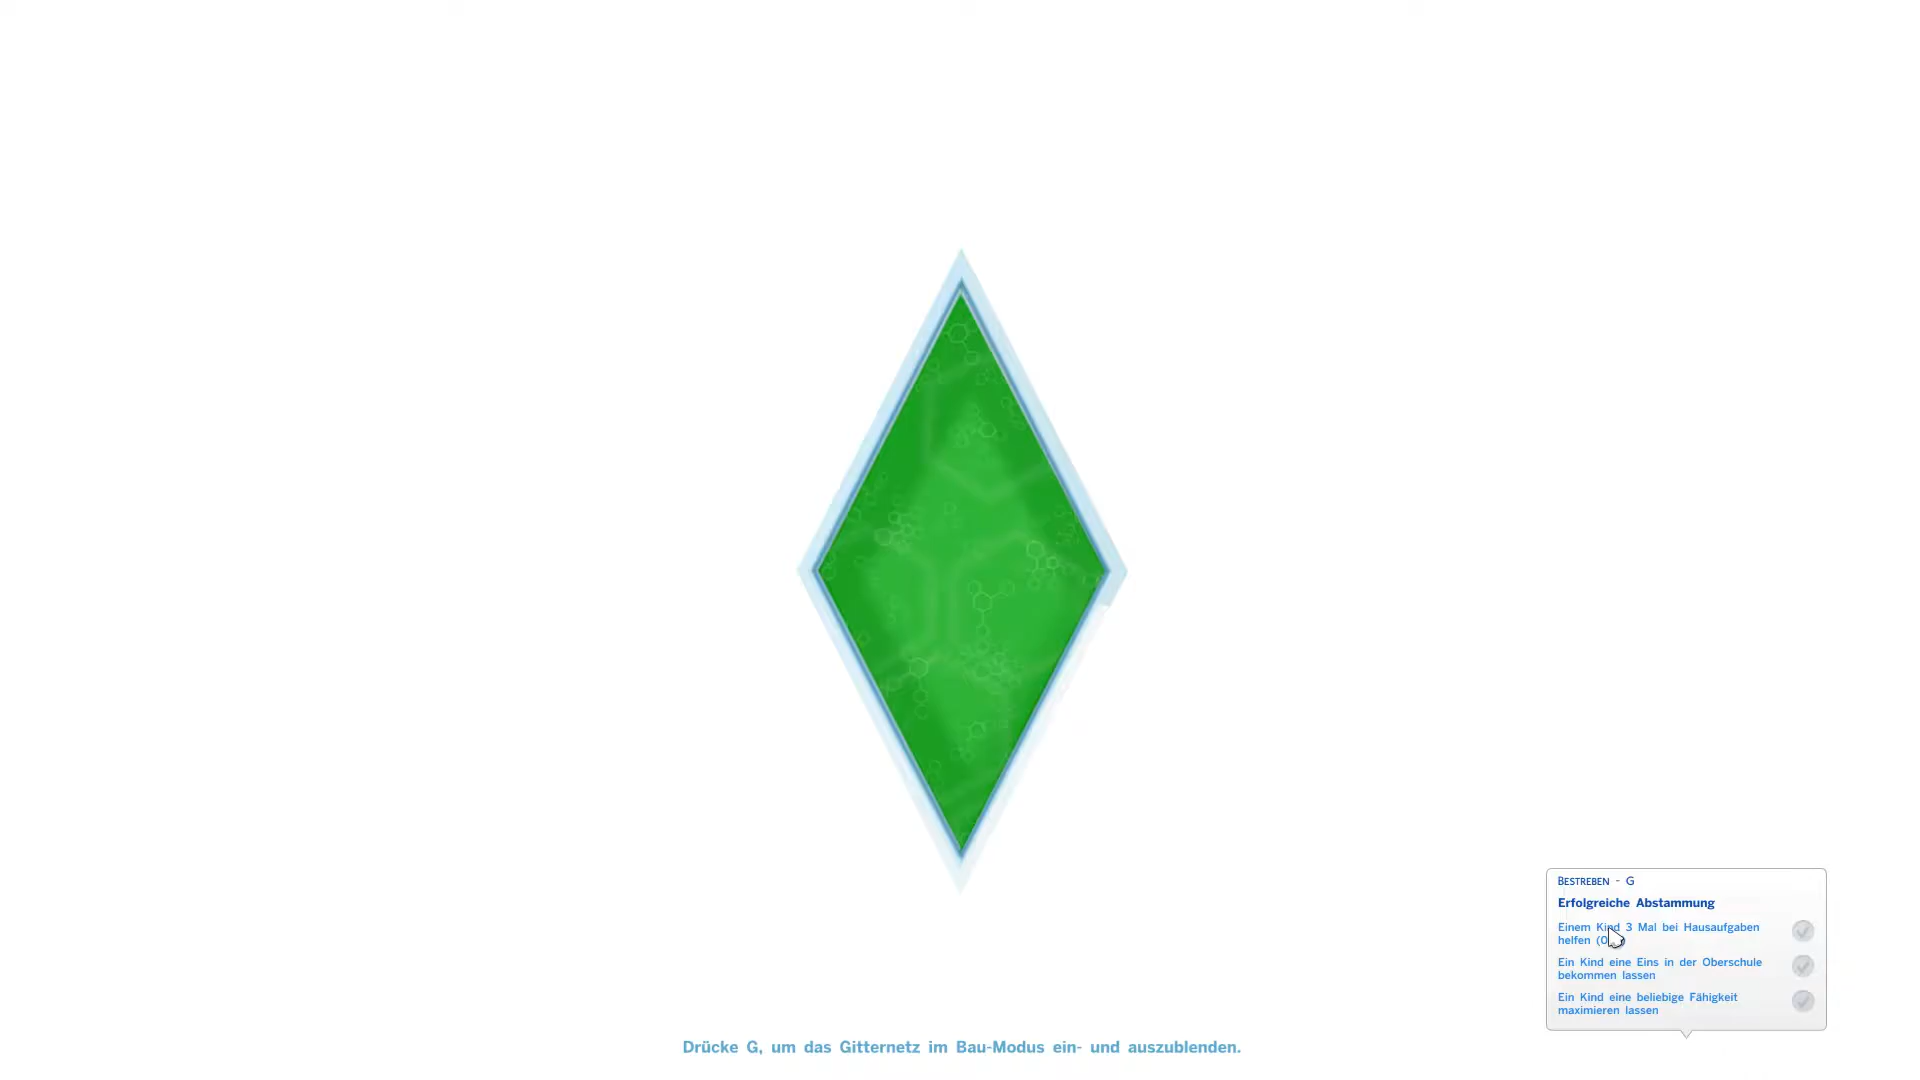 BESTREBEN - G
Erfolgreiche Abstammung
Einem Kind 3 Mal bei Hausaufgaben
helfen (0
Ein Kind eine Eins in der Oberschule
bekommen lassen
Ein Kind eine beliebige Fähigkeit
maximieren lassen
Drücke G, um das Gitternetz im Bau-Modus ein- und auszublenden.